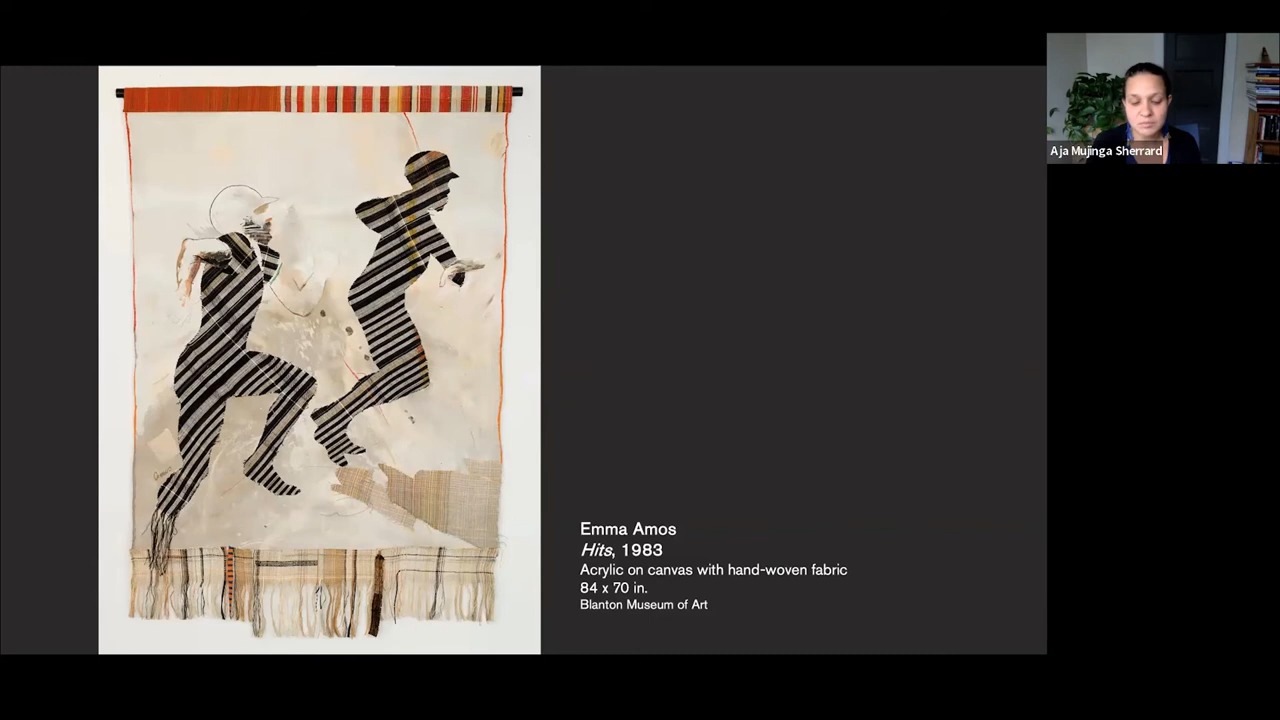 Aja Mujinga Sherrard
Emma Amos
Hits, 1983
Acrylic on canvas with hand-woven fabric
84 x 70 in.
Blanton Museum of Art